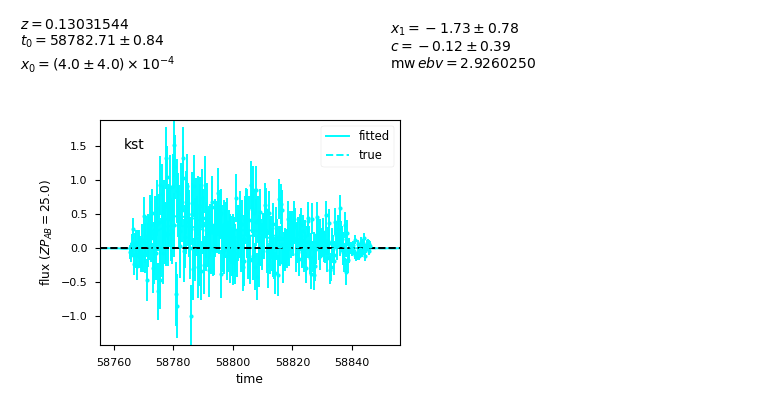 z = 0.13031544
t₀ = 58782.71 ± 0.84
x₀ = (4.0 ± 4.0) × 10⁻⁴
x₁ = −1.73 ± 0.78
c = −0.12 ± 0.39
mw ebv = 2.9260250
kst
fitted
true
1.5
1.0
0.5
0.0
−0.5
−1.0
flux (ZP_AB = 25.0)
58760 58780 58800 58820 58840
time